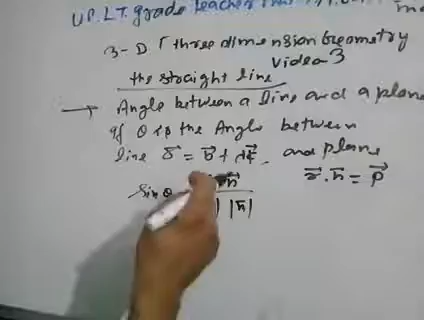 U.P. L.T. grade teacher
3-D. (three dimension Geometry
Video 3
the straight line
→ Angle between a line and a plane
If θ is the Angle between
line r⃗ = b⃗ + λ and plane
r⃗ . n⃗ = p⃗
Sin θ n⃗
| |n⃗|